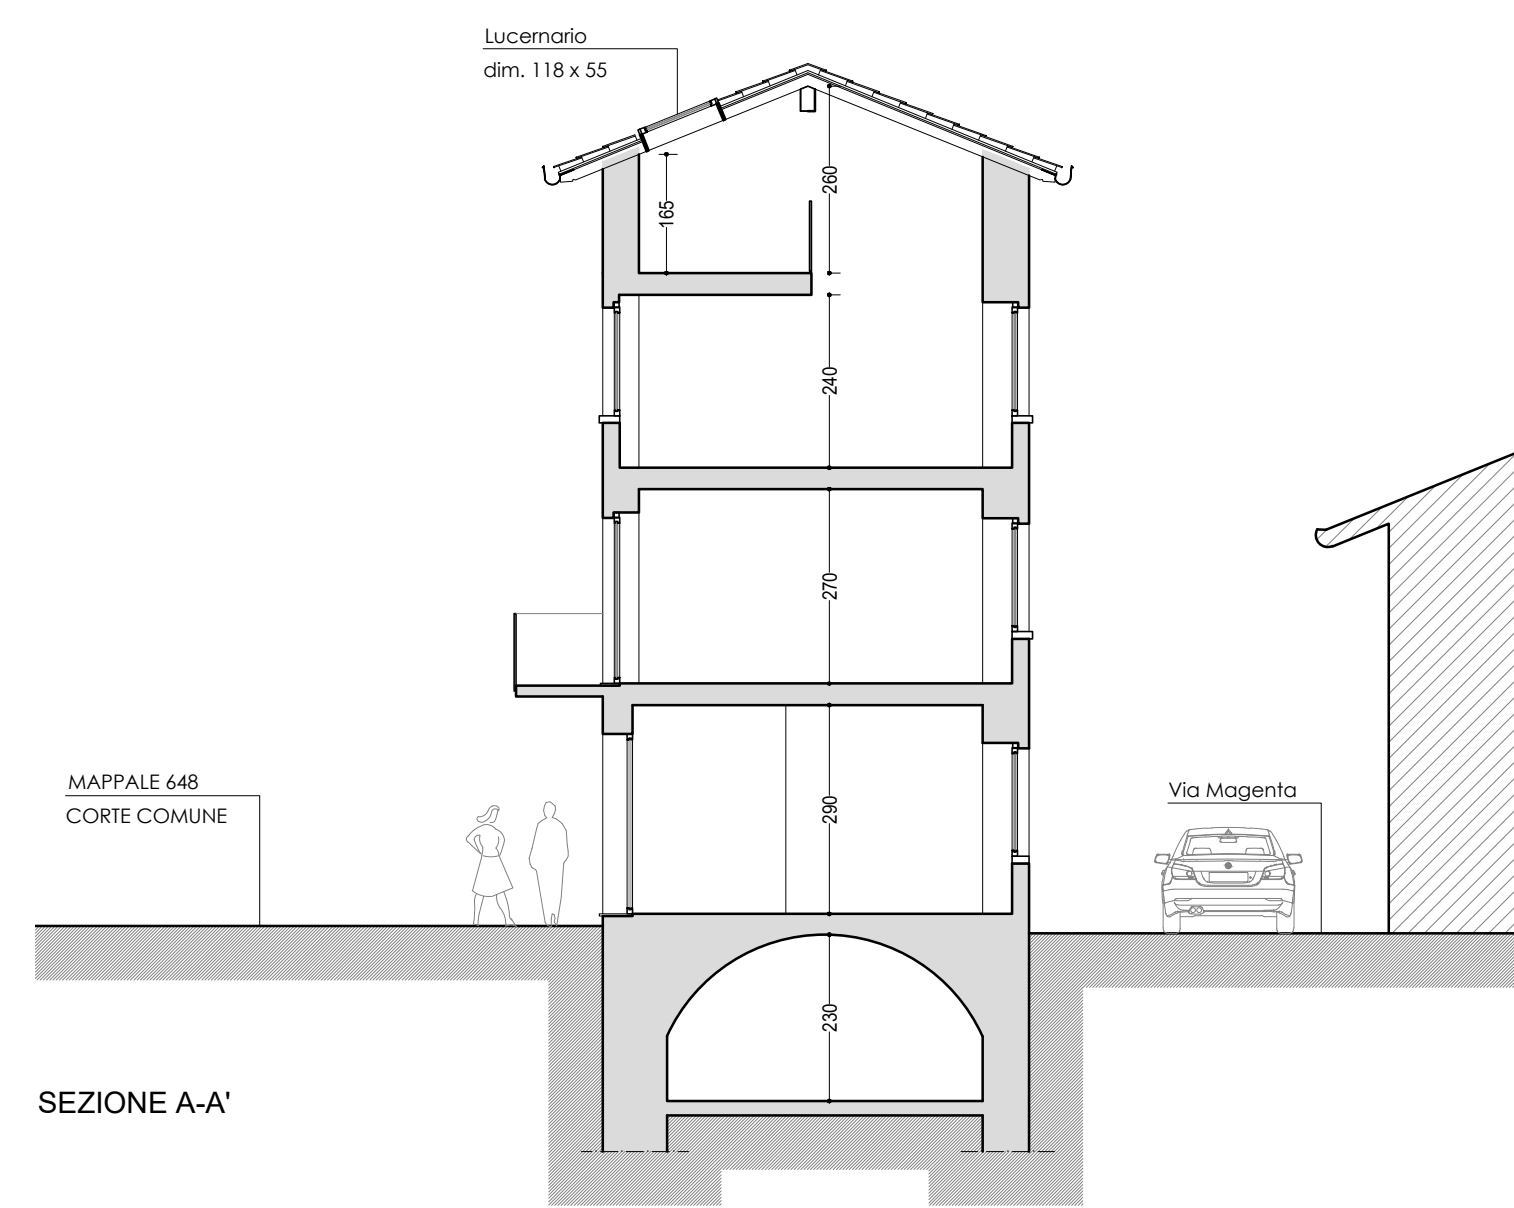 Lucernario
dim. 118 x 55
260
165
240
270
MAPPALE 648
CORTE COMUNE
290
Via Magenta
230
SEZIONE A-A'